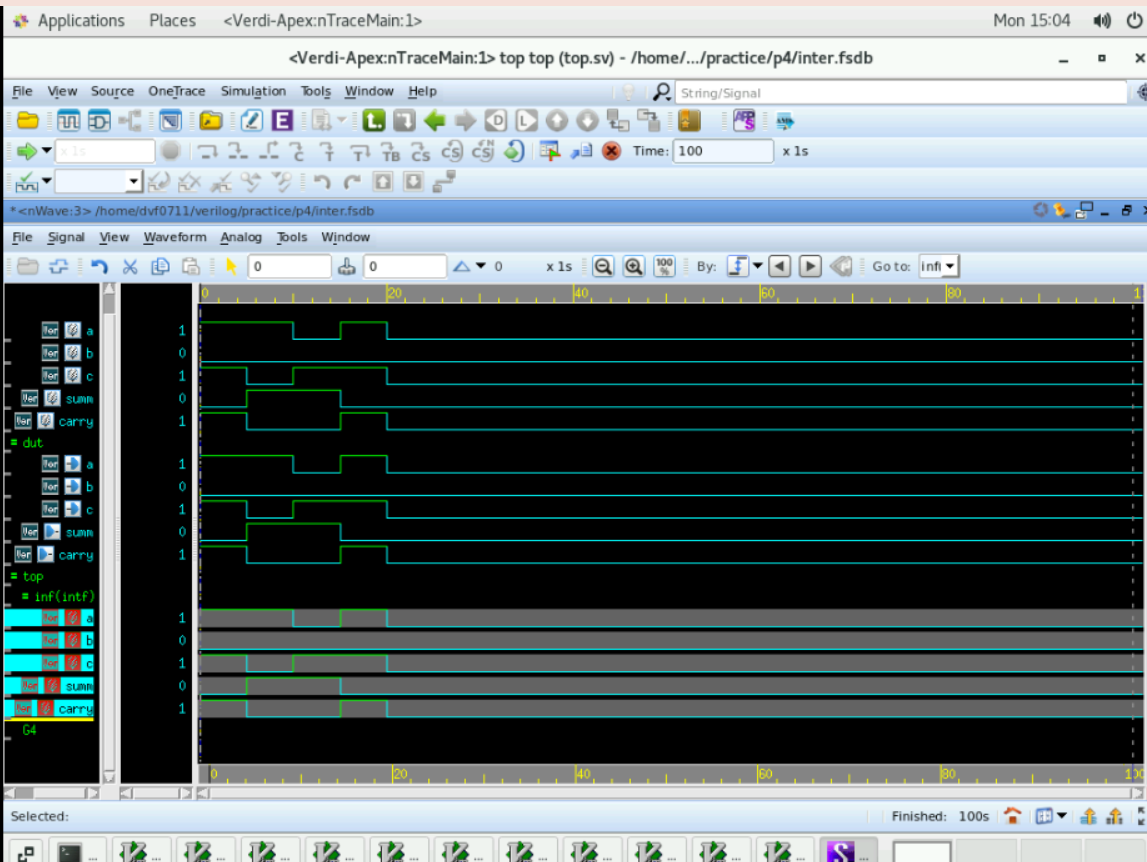 Applications Places <Verdi-Apex:nTraceMain:1> Mon 15:04
<Verdi-Apex:nTraceMain:1> top top (top.sv) - /home/.../practice/p4/inter.fsdb
File View Source OneTrace Simulation Tools Window Help String/Signal
x 1s Time: 100 x 1s
*<nWave:3> /home/dvf0711/verilog/practice/p4/inter.fsdb
File Signal View Waveform Analog Tools Window
0 0 0 x 1s 100% By: Go to: infi
0 20 40 60 80 1
a 1
b 0
c 1
summ 0
carry 1
= dut
a 1
b 0
c 1
summ 0
carry 1
= top
= inf(intf)
a 1
b 0
c 1
summ 0
carry 1
G4
0 20 40 60 80 100
Selected: Finished: 100s